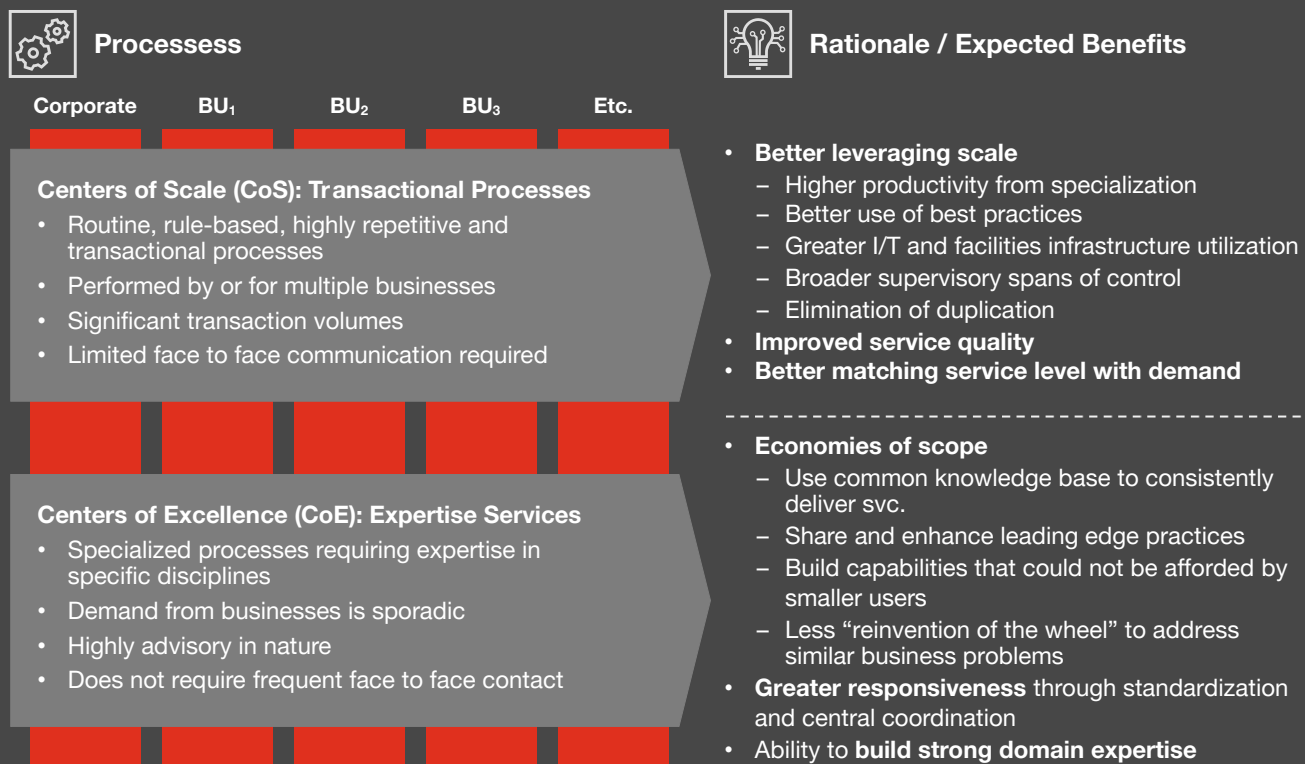 Processess
Corporate BU₁ BU₂ BU₃ Etc.
Centers of Scale (CoS): Transactional Processes
• Routine, rule-based, highly repetitive and
transactional processes
• Performed by or for multiple businesses
• Significant transaction volumes
• Limited face to face communication required
Centers of Excellence (CoE): Expertise Services
• Specialized processes requiring expertise in
specific disciplines
• Demand from businesses is sporadic
• Highly advisory in nature
• Does not require frequent face to face contact
Rationale / Expected Benefits
• Better leveraging scale
– Higher productivity from specialization
– Better use of best practices
– Greater I/T and facilities infrastructure utilization
– Broader supervisory spans of control
– Elimination of duplication
• Improved service quality
• Better matching service level with demand
• Economies of scope
– Use common knowledge base to consistently
deliver svc.
– Share and enhance leading edge practices
– Build capabilities that could not be afforded by
smaller users
– Less “reinvention of the wheel” to address
similar business problems
• Greater responsiveness through standardization
and central coordination
• Ability to build strong domain expertise